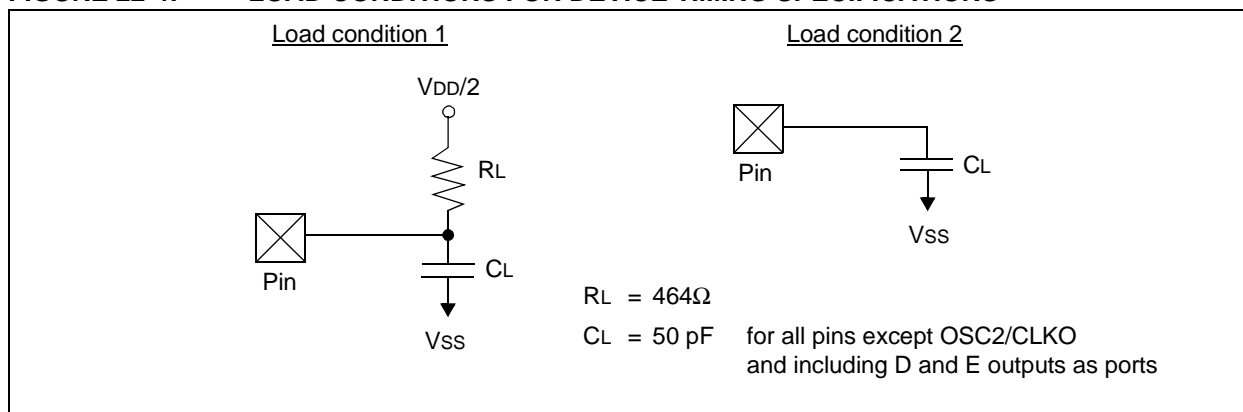 Load condition 1
VDD/2
RL
Pin
CL
VSS
Load condition 2
Pin
CL
VSS
RL = 464Ω
CL = 50 pF for all pins except OSC2/CLKO
and including D and E outputs as ports